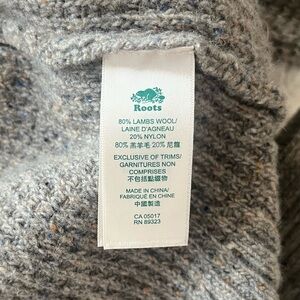 Roots
80% LAMBS WOOL/
LAINE D'AGNEAU
20% NYLON
80% 羔羊毛 20% 尼龍
EXCLUSIVE OF TRIMS/
GARNITURES NON
COMPRISES
不包括點綴物
MADE IN CHINA/
FABRIQUÉ EN CHINE
中國製造
CA 05017
RN 89323